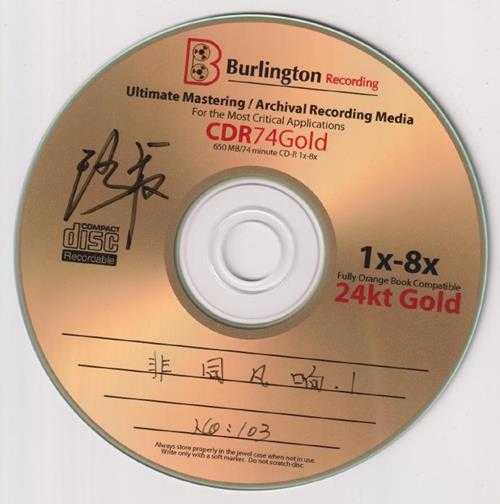 Burlington Recording
Ultimate Mastering / Archival Recording Media
For the Most Critical Applications
CDR74Gold
650 MB/74 minute CD-R 1x-8x
COMPACT
disc
Recordable
1x-8x
Fully Orange Book Compatible
24kt Gold
非同凡响.1
NO:103
Always store properly in the jewel case when not in use.
Write only with a soft marker. Do not scratch disc.